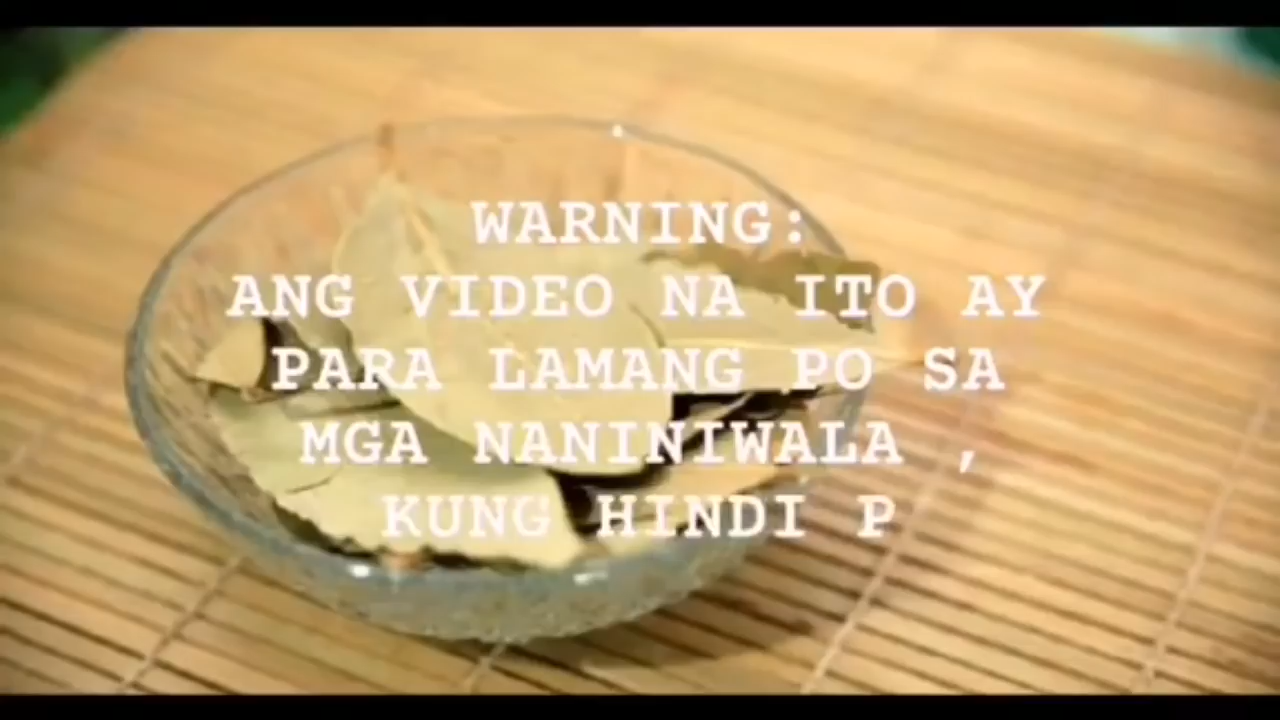 WARNING:
ANG VIDEO NA ITO AY
PARA LAMANG PO SA
MGA NANINIWALA ,
KUNG HINDI P